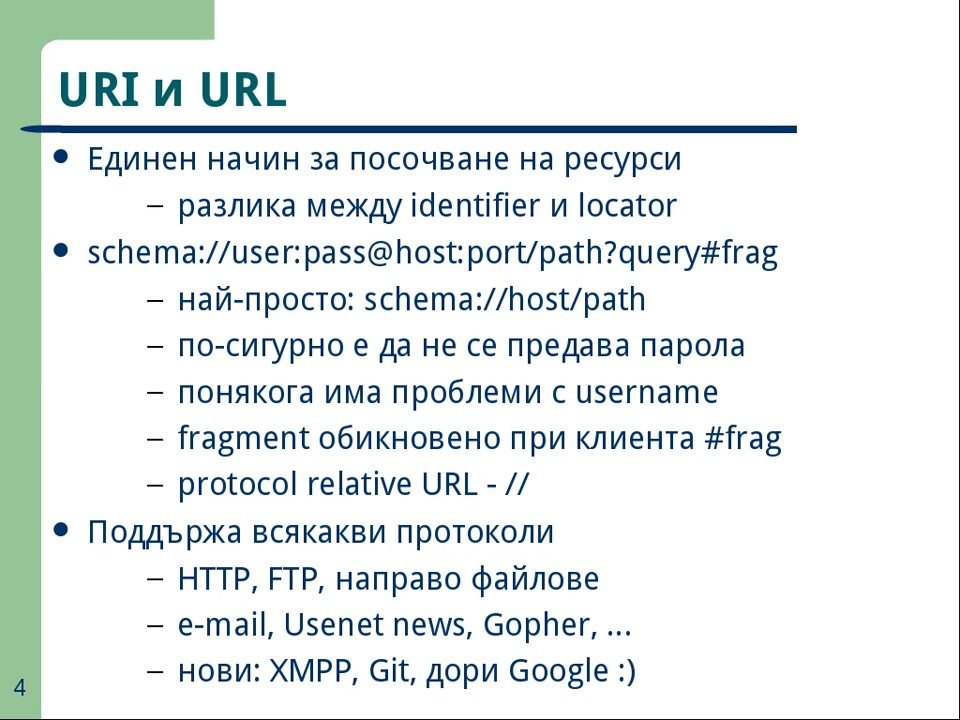 URI и URL
● Единен начин за посочване на ресурси
– разлика между identifier и locator
● schema://user:pass@host:port/path?query#frag
– най-просто: schema://host/path
– по-сигурно е да не се предава парола
– понякога има проблеми с username
– fragment обикновено при клиента #frag
– protocol relative URL - //
● Поддържа всякакви протоколи
– HTTP, FTP, направо файлове
– e-mail, Usenet news, Gopher, ...
– нови: XMPP, Git, дори Google :)
4